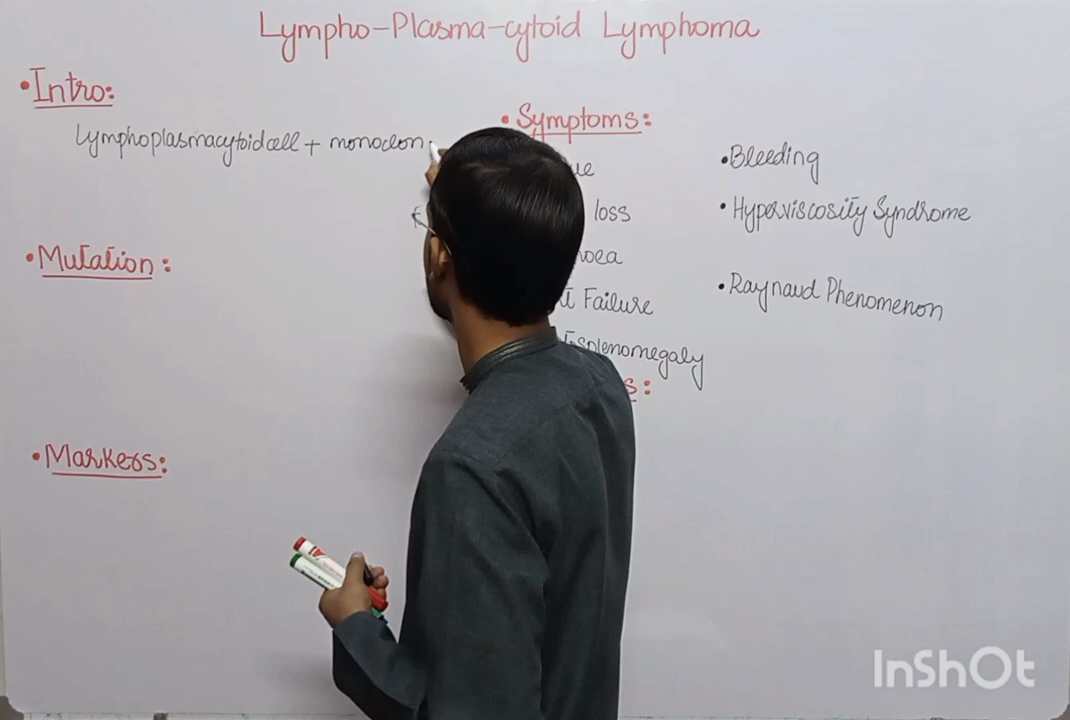 Lympho-Plasma-cytoid Lymphoma
• Intro:
Lymphoplasmacytoid cell + monoclon
• Mutation:
• Markers:
• Symptoms:
loss
Failure
splenomegaly
• Bleeding
• Hyperviscosity Syndrome
• Raynaud Phenomenon
InShOt